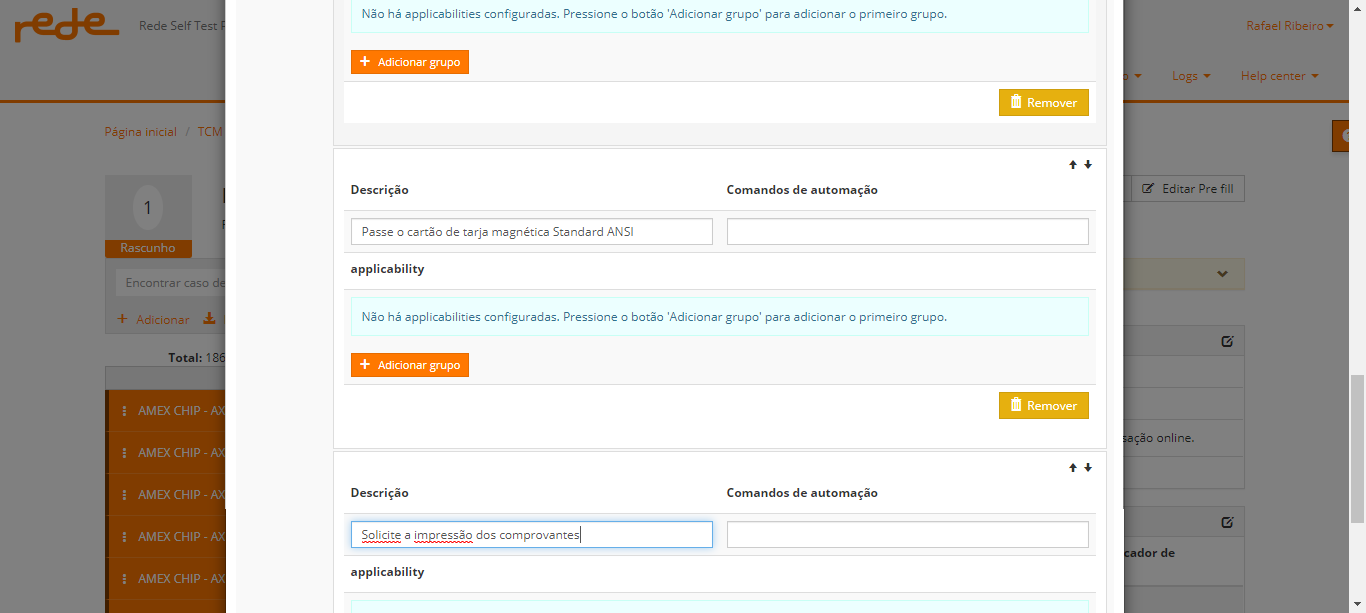 rede
Rede Self Test
Rafael Ribeiro
Logs
Help center
Página inicial / TCM
1
Rascunho
Encontrar caso de
Adicionar
Total: 186
AMEX CHIP - AX
AMEX CHIP - AX
AMEX CHIP - AX
AMEX CHIP - AX
AMEX CHIP - AX
Não há applicabilities configuradas. Pressione o botão 'Adicionar grupo' para adicionar o primeiro grupo.
+ Adicionar grupo
Remover
Descrição
Comandos de automação
Passe o cartão de tarja magnética Standard ANSI
applicability
Não há applicabilities configuradas. Pressione o botão 'Adicionar grupo' para adicionar o primeiro grupo.
+ Adicionar grupo
Remover
Descrição
Comandos de automação
Solicite a impressão dos comprovantes
applicability
Editar Pre fill
sação online.
cador de